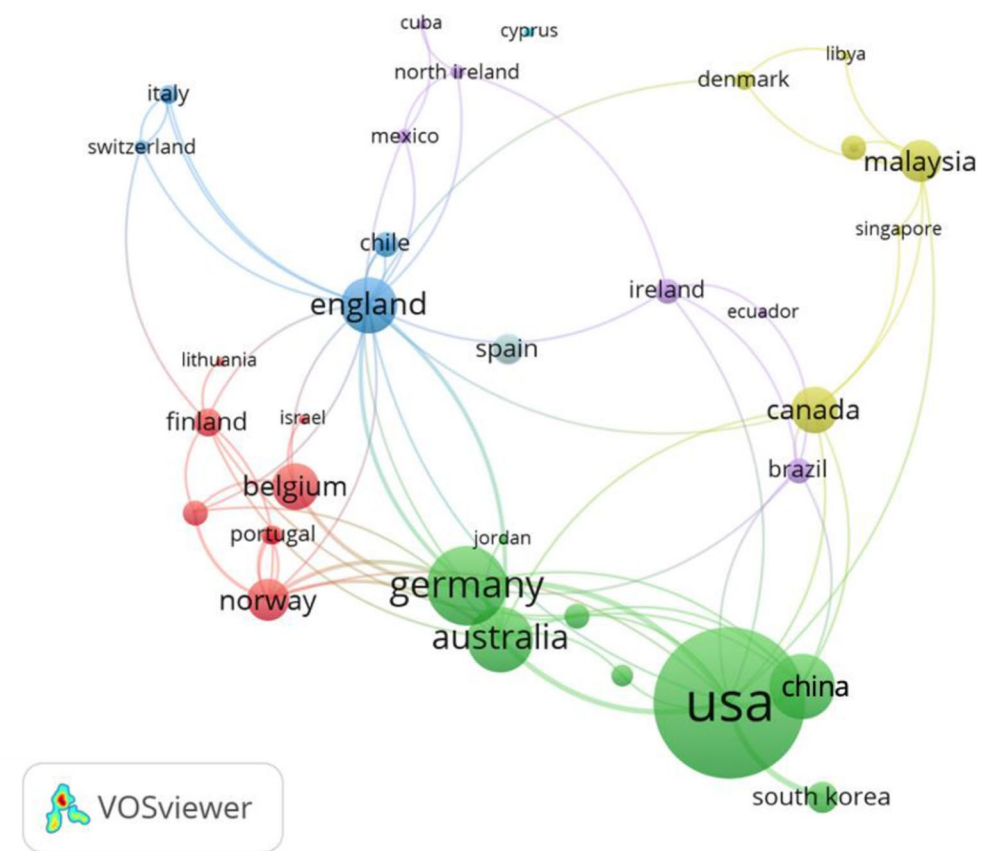 cuba
cyprus
north ireland
libya
denmark
italy
mexico
switzerland
malaysia
singapore
chile
england
ireland
ecuador
spain
lithuania
finland
israel
canada
brazil
belgium
portugal
jordan
germany
norway
australia
usa
china
south korea
VOSviewer